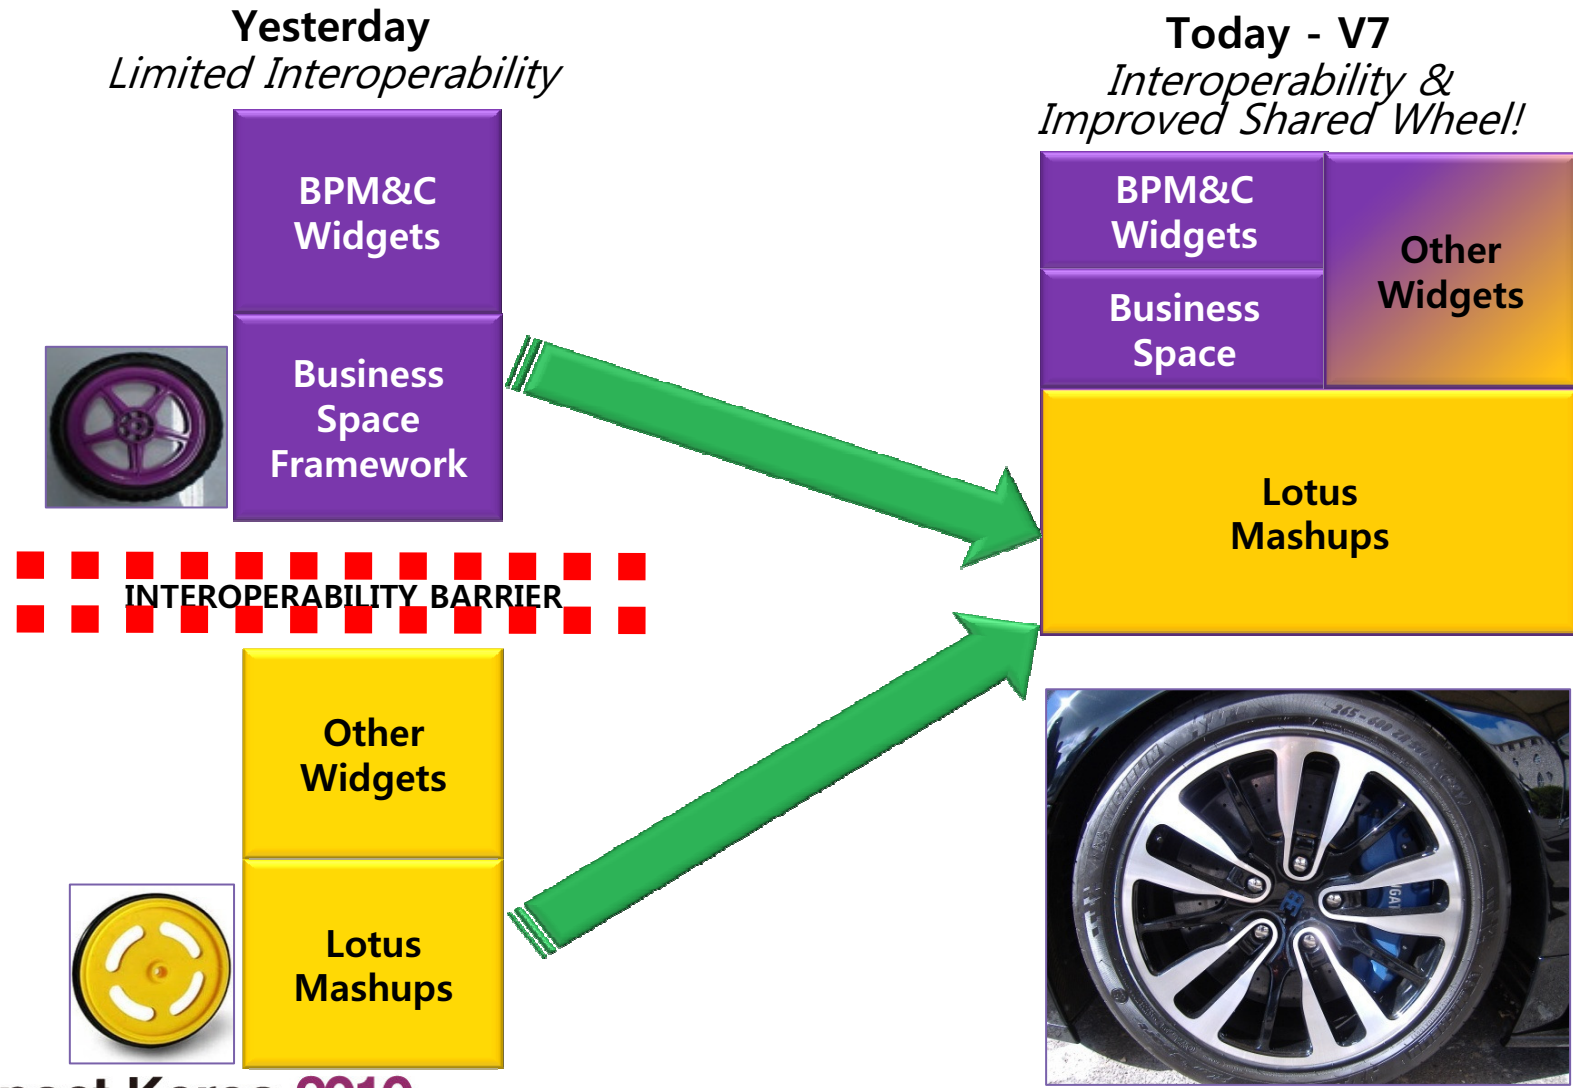 Yesterday
Limited Interoperability
BPM&C
Widgets
Business
Space
Framework
INTEROPERABILITY BARRIER
Other
Widgets
Lotus
Mashups
Today - V7
Interoperability &
Improved Shared Wheel!
BPM&C
Widgets
Business
Space
Other
Widgets
Lotus
Mashups